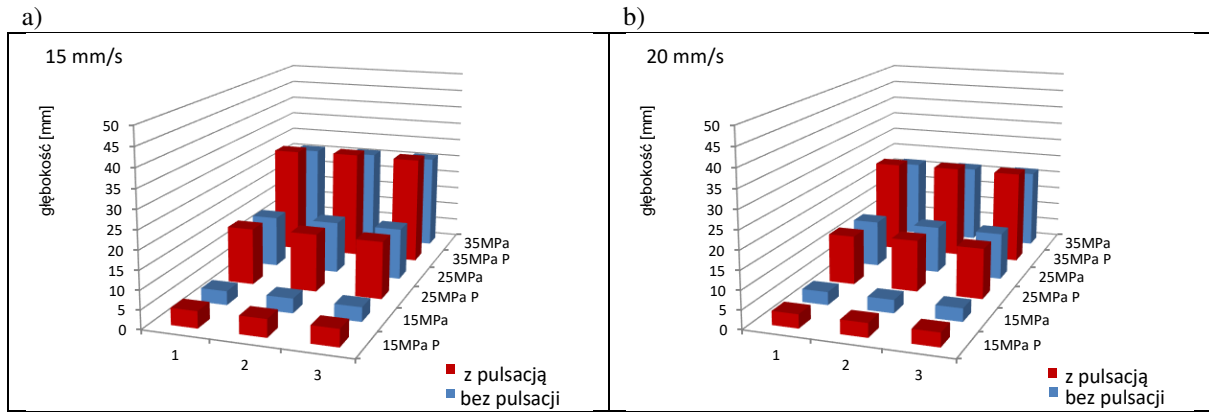 a)
15 mm/s
głębokość [mm]
50
45
40
35
30
25
20
15
10
5
0
1
2
3
35MPa
35MPa P
25MPa
25MPa P
15MPa
15MPa P
z pulsacją
bez pulsacji
b)
20 mm/s
głębokość [mm]
50
45
40
35
30
25
20
15
10
5
0
1
2
3
35MPa
35MPa P
25MPa
25MPa P
15MPa
15MPa P
z pulsacją
bez pulsacji